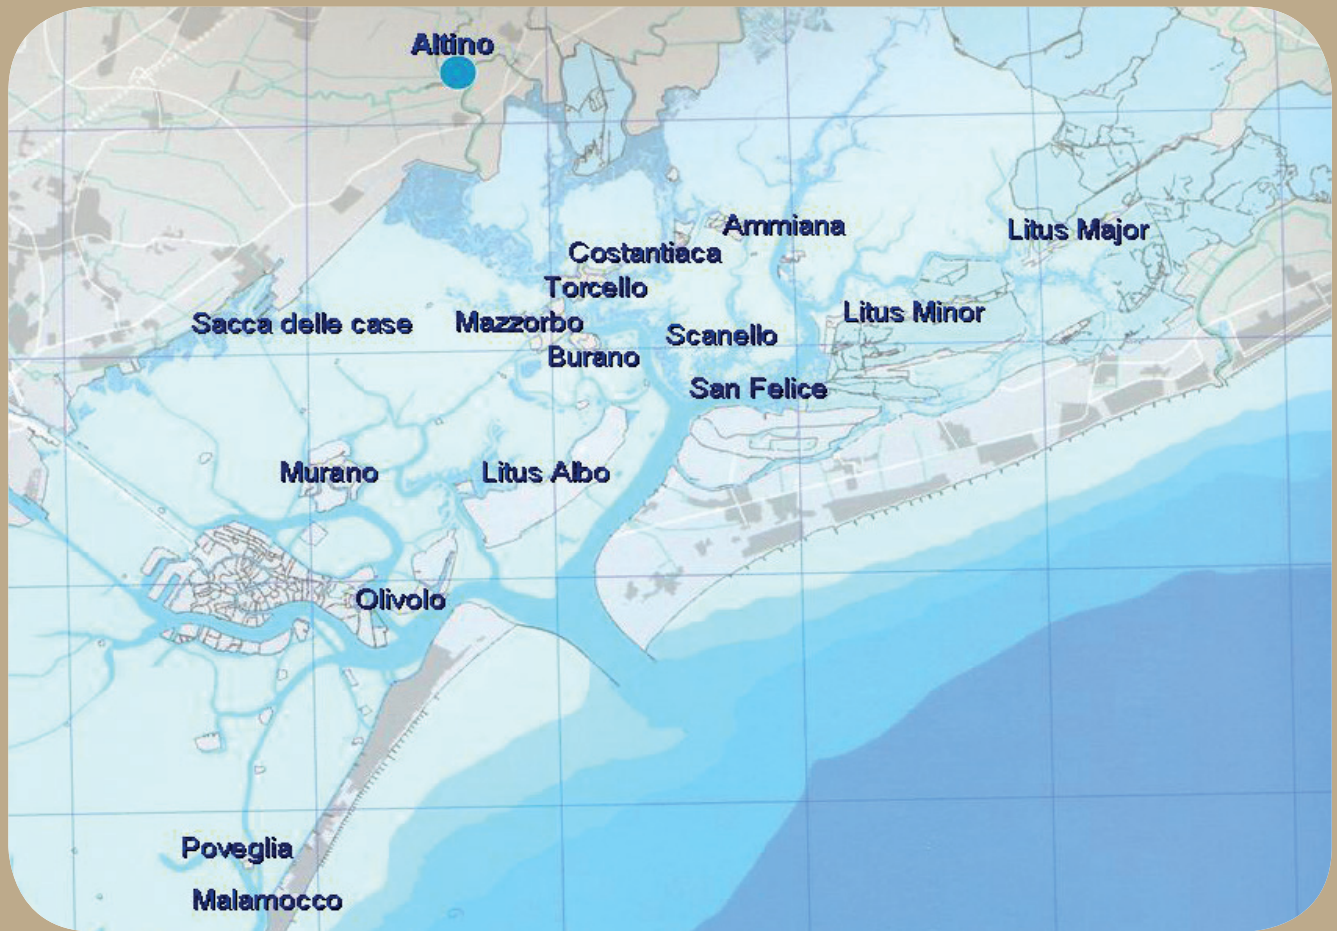 Altino
Ammiana
Litus Major
Costantiaca
Torcello
Litus Minor
Sacca delle case
Mazzorbo
Scanello
Burano
San Felice
Murano
Litus Albo
Olivolo
Poveglia
Malamocco